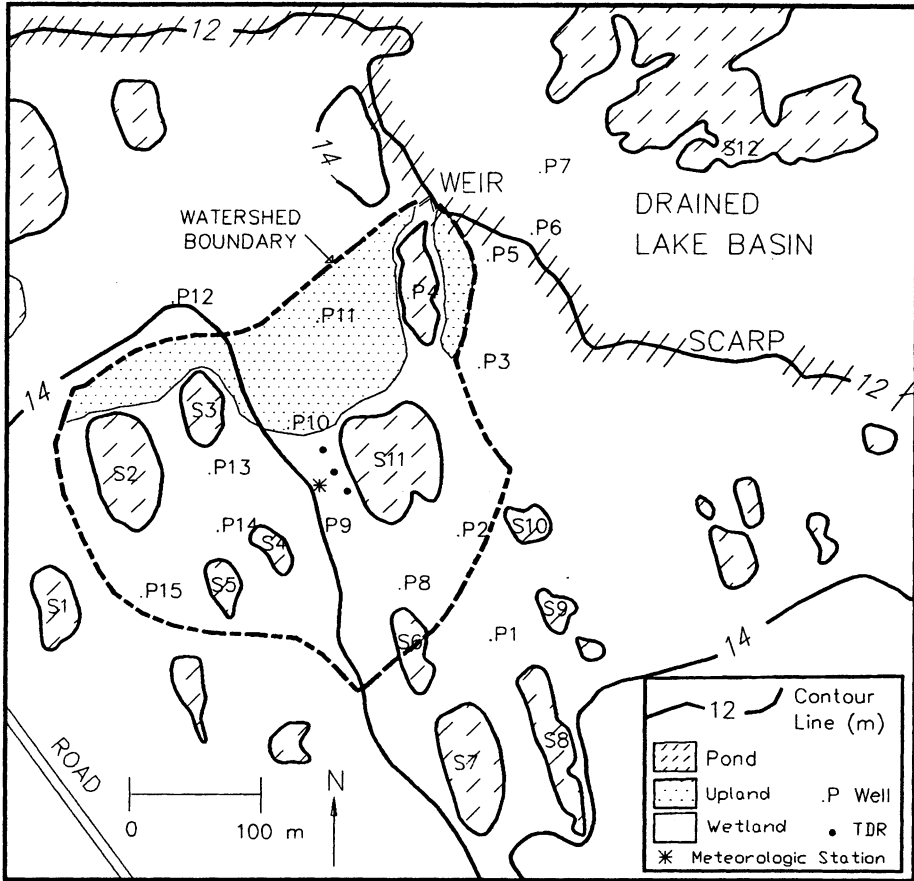 12
14
WEIR
S12
.P7
DRAINED
LAKE BASIN
WATERSHED
BOUNDARY
.P6
.P5
.P4
.P12
.P11
SCARP
.P3
12
14
S3
.P10
S2
.P13
S11
.P14
S4
.P9
.P2
S10
S1
.P15
S5
.P8
S9
S6
.P1
14
S7
S8
ROAD
0
100 m
N
12
Contour
Line (m)
Pond
Upland
.P Well
Wetland
TDR
Meteorologic Station